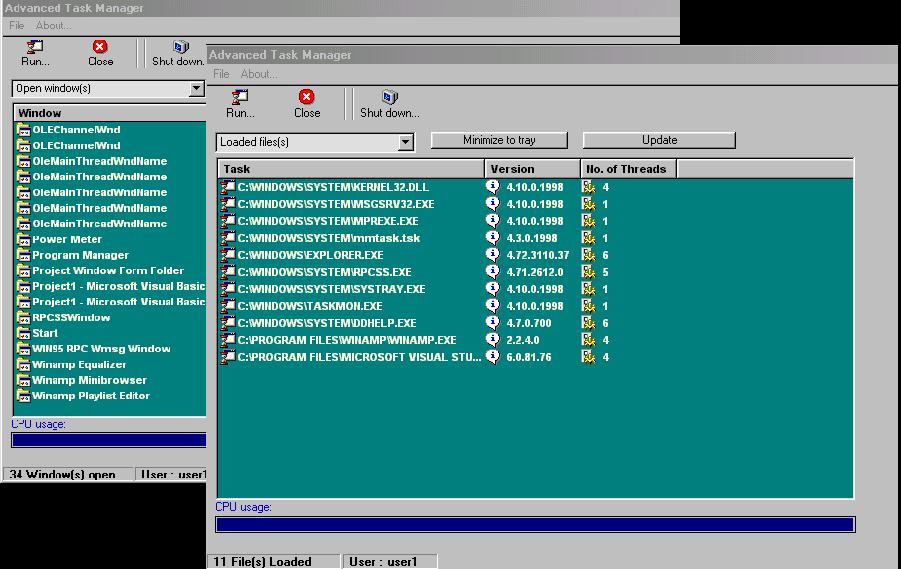 Advanced Task Manager
File About...
Run... Close Shut down.
Open window(s)
Window
OLEChannelWnd
OLEChannelWnd
OleMainThreadWndName
OleMainThreadWndName
OleMainThreadWndName
OleMainThreadWndName
OleMainThreadWndName
Power Meter
Program Manager
Project Window Form Folder
Project1 - Microsoft Visual Basic
Project1 - Microsoft Visual Basic
RPCSSWindow
Start
WIN95 RPC Wmsg Window
Winamp Equalizer
Winamp Minibrowser
Winamp Playlist Editor
CPU usage:
34 Window(s) open User : user1
Advanced Task Manager
File About...
Run... Close Shut down...
Loaded files(s) Minimize to tray Update
Task Version No. of Threads
C:\WINDOWS\SYSTEM\KERNEL32.DLL 4.10.0.1998 4
C:\WINDOWS\SYSTEM\MSGSRV32.EXE 4.10.0.1998 1
C:\WINDOWS\SYSTEM\MPREXE.EXE 4.10.0.1998 1
C:\WINDOWS\SYSTEM\mmtask.tsk 4.3.0.1998 1
C:\WINDOWS\EXPLORER.EXE 4.72.3110.37 6
C:\WINDOWS\SYSTEM\RPCSS.EXE 4.71.2612.0 5
C:\WINDOWS\SYSTEM\SYSTRAY.EXE 4.10.0.1998 1
C:\WINDOWS\TASKMON.EXE 4.10.0.1998 1
C:\WINDOWS\SYSTEM\DDHELP.EXE 4.7.0.700 6
C:\PROGRAM FILES\WINAMP\WINAMP.EXE 2.2.4.0 4
C:\PROGRAM FILES\MICROSOFT VISUAL STU... 6.0.81.76 4
CPU usage:
11 File(s) Loaded User : user1